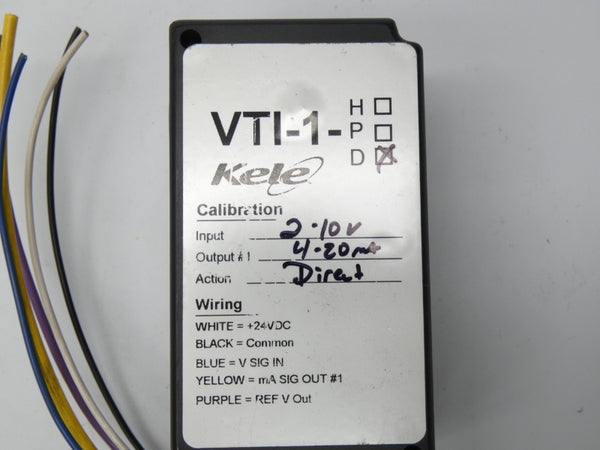 VTI-1-
H ☐
P ☐
D ☒
Kele
Calibration
Input 2-10v
Output #1 4-20mA
Action Direct
Wiring
WHITE = +24VDC
BLACK = Common
BLUE = V SIG IN
YELLOW = mA SIG OUT #1
PURPLE = REF V Out